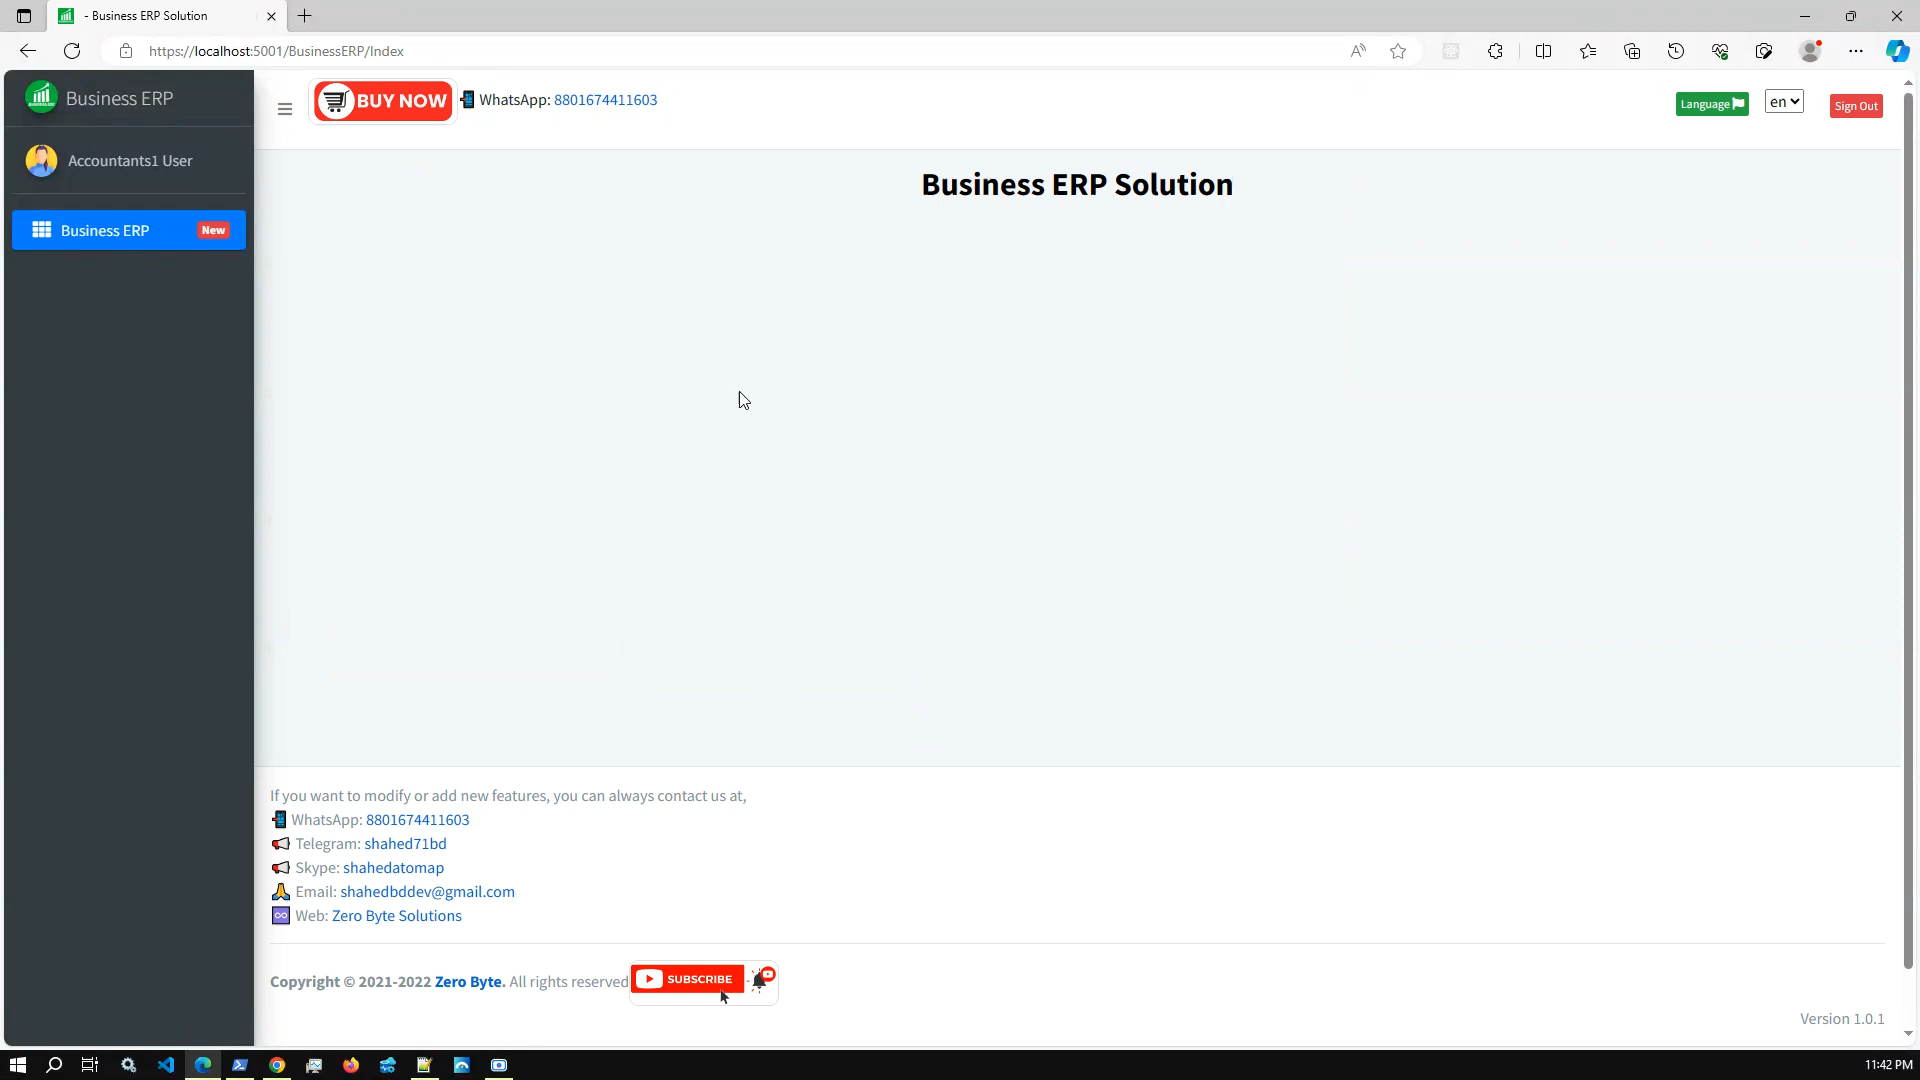 - Business ERP Solution
https://localhost:5001/BusinessERP/Index
Business ERP
BUY NOW
WhatsApp: 8801674411603
Language
en
Sign Out
Accountants1 User
Business ERP
New
Business ERP Solution
If you want to modify or add new features, you can always contact us at,
WhatsApp: 8801674411603
Telegram: shahed71bd
Skype: shahedatomap
Email: shahedbddev@gmail.com
Web: Zero Byte Solutions
Copyright © 2021-2022 Zero Byte. All rights reserved
SUBSCRIBE
Version 1.0.1
11:42 PM